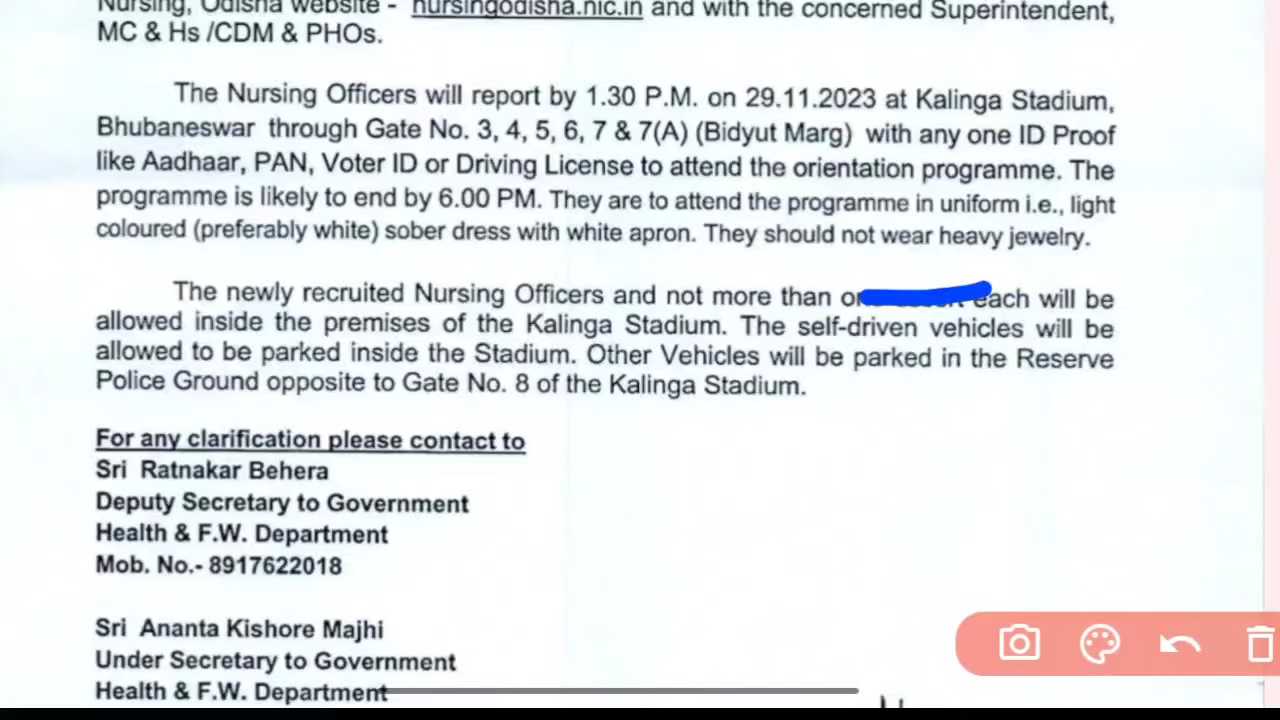 Nursing, Odisha website - nursingodisha.nic.in and with the concerned Superintendent,
MC & Hs /CDM & PHOs.
The Nursing Officers will report by 1.30 P.M. on 29.11.2023 at Kalinga Stadium,
Bhubaneswar through Gate No. 3, 4, 5, 6, 7 & 7(A) (Bidyut Marg) with any one ID Proof
like Aadhaar, PAN, Voter ID or Driving License to attend the orientation programme. The
programme is likely to end by 6.00 PM. They are to attend the programme in uniform i.e., light
coloured (preferably white) sober dress with white apron. They should not wear heavy jewelry.
The newly recruited Nursing Officers and not more than each will be
allowed inside the premises of the Kalinga Stadium. The self-driven vehicles will be
allowed to be parked inside the Stadium. Other Vehicles will be parked in the Reserve
Police Ground opposite to Gate No. 8 of the Kalinga Stadium.
For any clarification please contact to
Sri Ratnakar Behera
Deputy Secretary to Government
Health & F.W. Department
Mob. No.- 8917622018
Sri Ananta Kishore Majhi
Under Secretary to Government
Health & F.W. Department